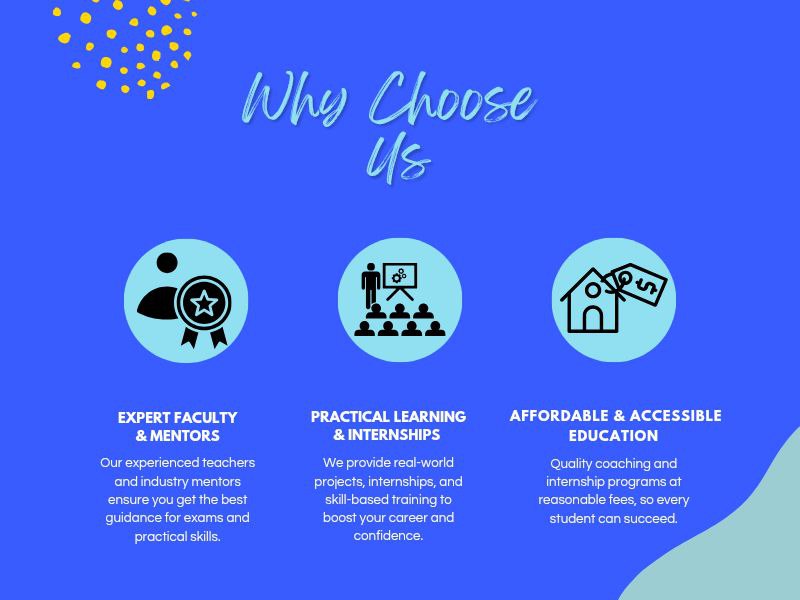 Why Choose
Us
$
EXPERT FACULTY
& MENTORS
Our experienced teachers
and industry mentors
ensure you get the best
guidance for exams and
practical skills.
PRACTICAL LEARNING
& INTERNSHIPS
We provide real-world
projects, internships, and
skill-based training to
boost your career and
confidence.
AFFORDABLE & ACCESSIBLE
EDUCATION
Quality coaching and
internship programs at
reasonable fees, so every
student can succeed.